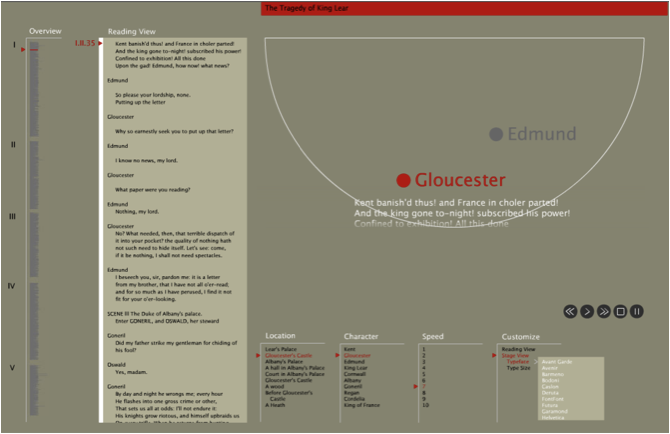 The Tragedy of King Lear
Overview
Reading View
I
I.II.35
Kent banish'd thus! and France in choler parted!
And the king gone to-night! subscribed his power!
Confined to exhibition! All this done
Upon the gad! Edmund, how now! what news?
Edmund
So please your lordship, none.
Putting up the letter
Gloucester
Why so earnestly seek you to put up that letter?
II
Edmund
I know no news, my lord.
Gloucester
What paper were you reading?
Edmund
III
Nothing, my lord.
Gloucester
No? What needed, then, that terrible dispatch of
it into your pocket? the quality of nothing hath
not such need to hide itself. Let's see: come,
if it be nothing, I shall not need spectacles.
Edmund
IV
I beseech you, sir, pardon me: it is a letter
from my brother, that I have not all o'er-read;
and for so much as I have perused, I find it not
fit for your o'er-looking.
SCENE III The Duke of Albany's palace.
Enter GONERIL, and OSWALD, her steward
Goneril
Did my father strike my gentleman for chiding of
his fool?
V
Oswald
Yes, madam.
Goneril
By day and night he wrongs me; every hour
He flashes into one gross crime or other,
That sets us all at odds: I'll not endure it:
His knights grow riotous, and himself upbraids us
Edmund
Gloucester
Kent banish'd thus! and France in choler parted!
And the king gone to-night! subscribed his power!
Confined to exhibition! All this done
Location
Lear's Palace
Gloucester's Castle
Albany's Palace
A hall in Albany's Palace
Court in Albany's Palace
Gloucester's Castle
A wood
Before Gloucester's
Castle
A Heath
Character
Kent
Gloucester
Edmund
King Lear
Cornwall
Albany
Goneril
Regan
Cordelia
King of France
Speed
1
2
3
4
5
6
7
8
9
10
Customize
Reading View
Stage View
Typeface
Type Size
Avant Garde
Avenir
Bodoni
Caslon
Futura
Garamond
Helvetica